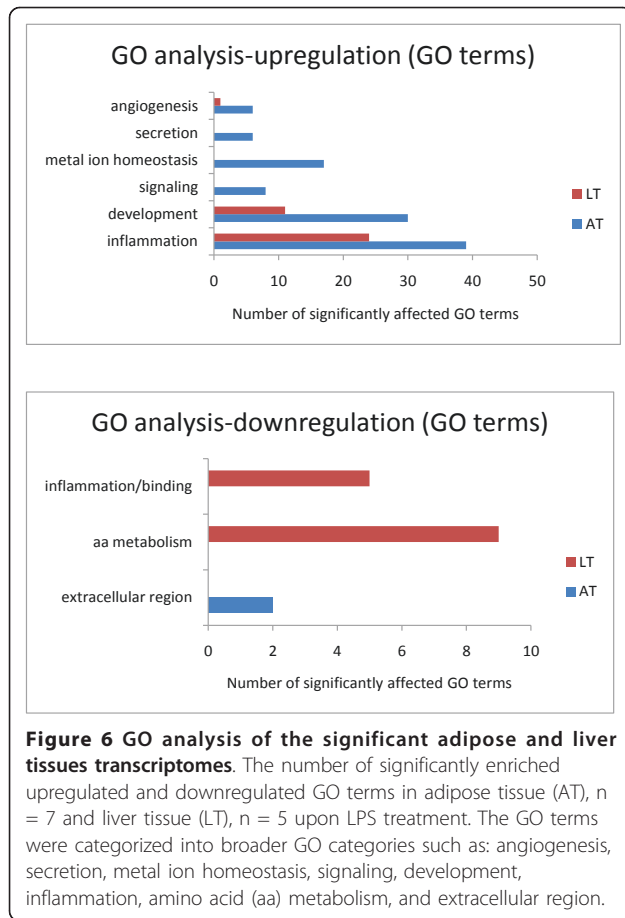 GO analysis-upregulation (GO terms)
angiogenesis
secretion
metal ion homeostasis
signaling
development
inflammation
LT
AT
0 10 20 30 40 50
Number of significantly affected GO terms
GO analysis-downregulation (GO terms)
inflammation/binding
aa metabolism
extracellular region
LT
AT
0 2 4 6 8 10
Number of significantly affected GO terms
Figure 6 GO analysis of the significant adipose and liver
tissues transcriptomes. The number of significantly enriched
upregulated and downregulated GO terms in adipose tissue (AT), n
= 7 and liver tissue (LT), n = 5 upon LPS treatment. The GO terms
were categorized into broader GO categories such as: angiogenesis,
secretion, metal ion homeostasis, signaling, development,
inflammation, amino acid (aa) metabolism, and extracellular region.